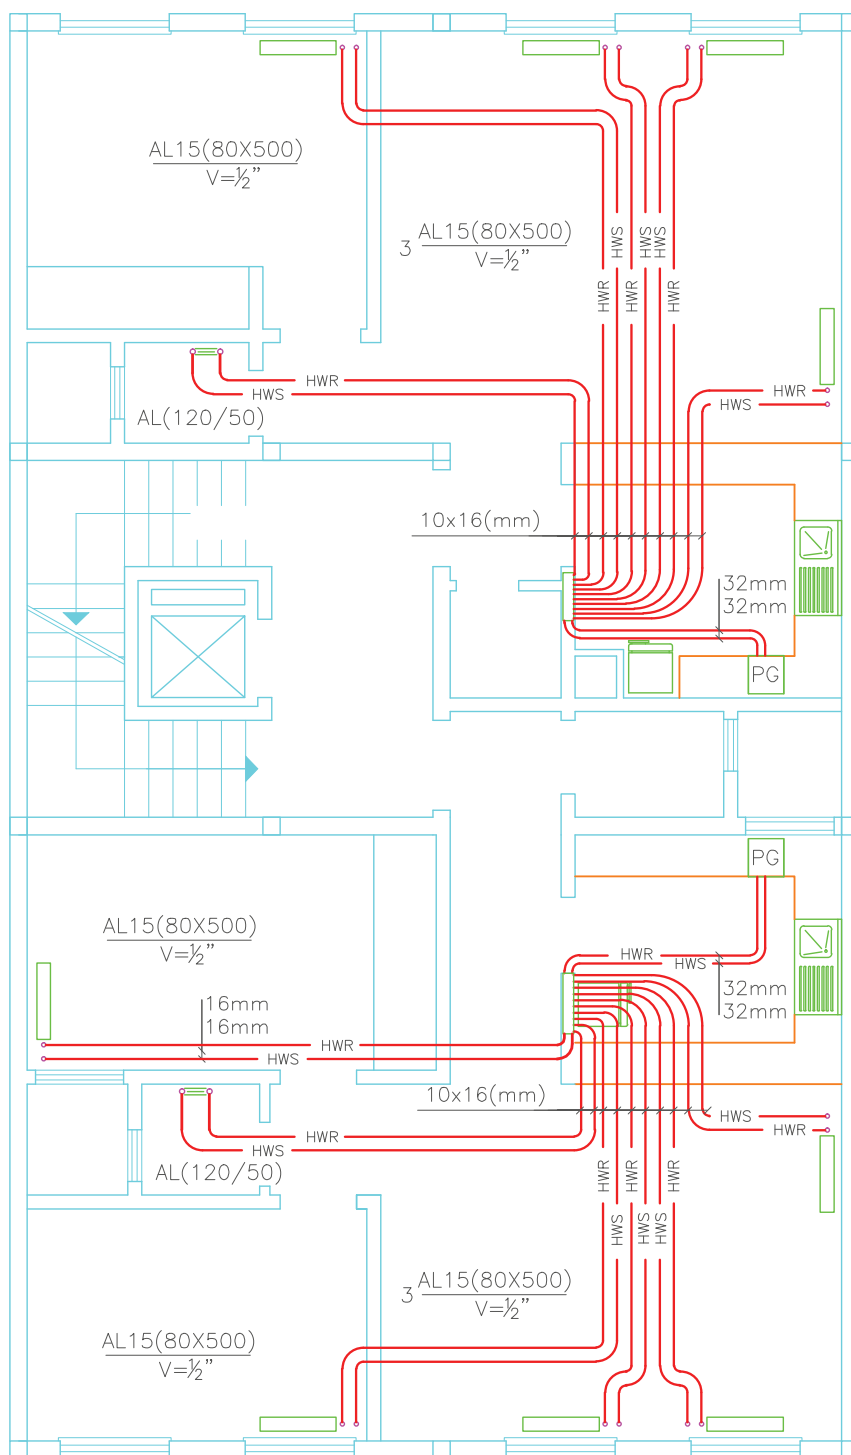 AL15(80X500)
V=½”
3 AL15(80X500)
V=½”
HWS
HWS
HWS
HWR
HWR
HWR
HWR
HWS
AL(120/50)
HWR
HWS
10x16(mm)
32mm
32mm
PG
PG
AL15(80X500)
V=½”
HWR
HWS
32mm
32mm
16mm
16mm
HWR
HWS
10x16(mm)
HWS
HWR
HWR
HWS
AL(120/50)
HWR
HWR
HWR
HWS
HWS
HWS
3 AL15(80X500)
V=½”
AL15(80X500)
V=½”